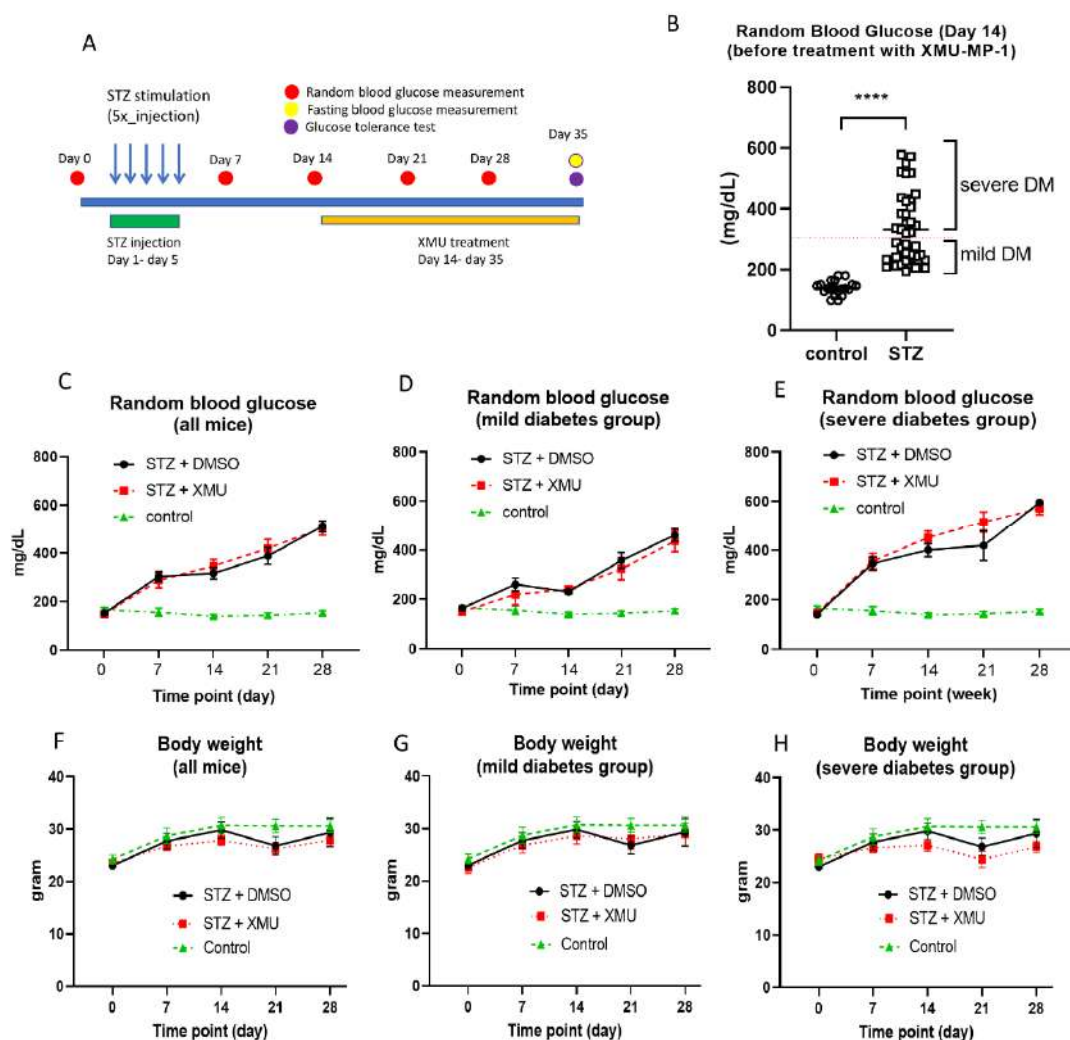 A
STZ stimulation
(5x_injection)
Random blood glucose measurement
Fasting blood glucose measurement
Glucose tolerance test
Day 35
Day 0
Day 7
Day 14
Day 21
Day 28
STZ injection
Day 1- day 5
XMU treatment
Day 14- day 35
B
Random Blood Glucose (Day 14)
(before treatment with XMU-MP-1)
(mg/dL)
800
600
400
200
0
****
severe DM
mild DM
control
STZ
C
Random blood glucose
(all mice)
mg/dL
800
600
400
200
0
STZ + DMSO
STZ + XMU
control
0 7 14 21 28
Time point (day)
D
Random blood glucose
(mild diabetes group)
mg/dL
800
600
400
200
0
STZ + DMSO
STZ + XMU
control
0 7 14 21 28
Time point (day)
E
Random blood glucose
(severe diabetes group)
mg/dL
800
600
400
200
0
STZ + DMSO
STZ + XMU
control
0 7 14 21 28
Time point (week)
F
Body weight
(all mice)
gram
40
30
20
10
0
STZ + DMSO
STZ + XMU
Control
0 7 14 21 28
Time point (day)
G
Body weight
(mild diabetes group)
gram
40
30
20
10
0
STZ + DMSO
STZ + XMU
Control
0 7 14 21 28
Time point (day)
H
Body weight
(severe diabetes group)
gram
40
30
20
10
0
STZ + DMSO
STZ + XMU
Control
0 7 14 21 28
Time point (day)